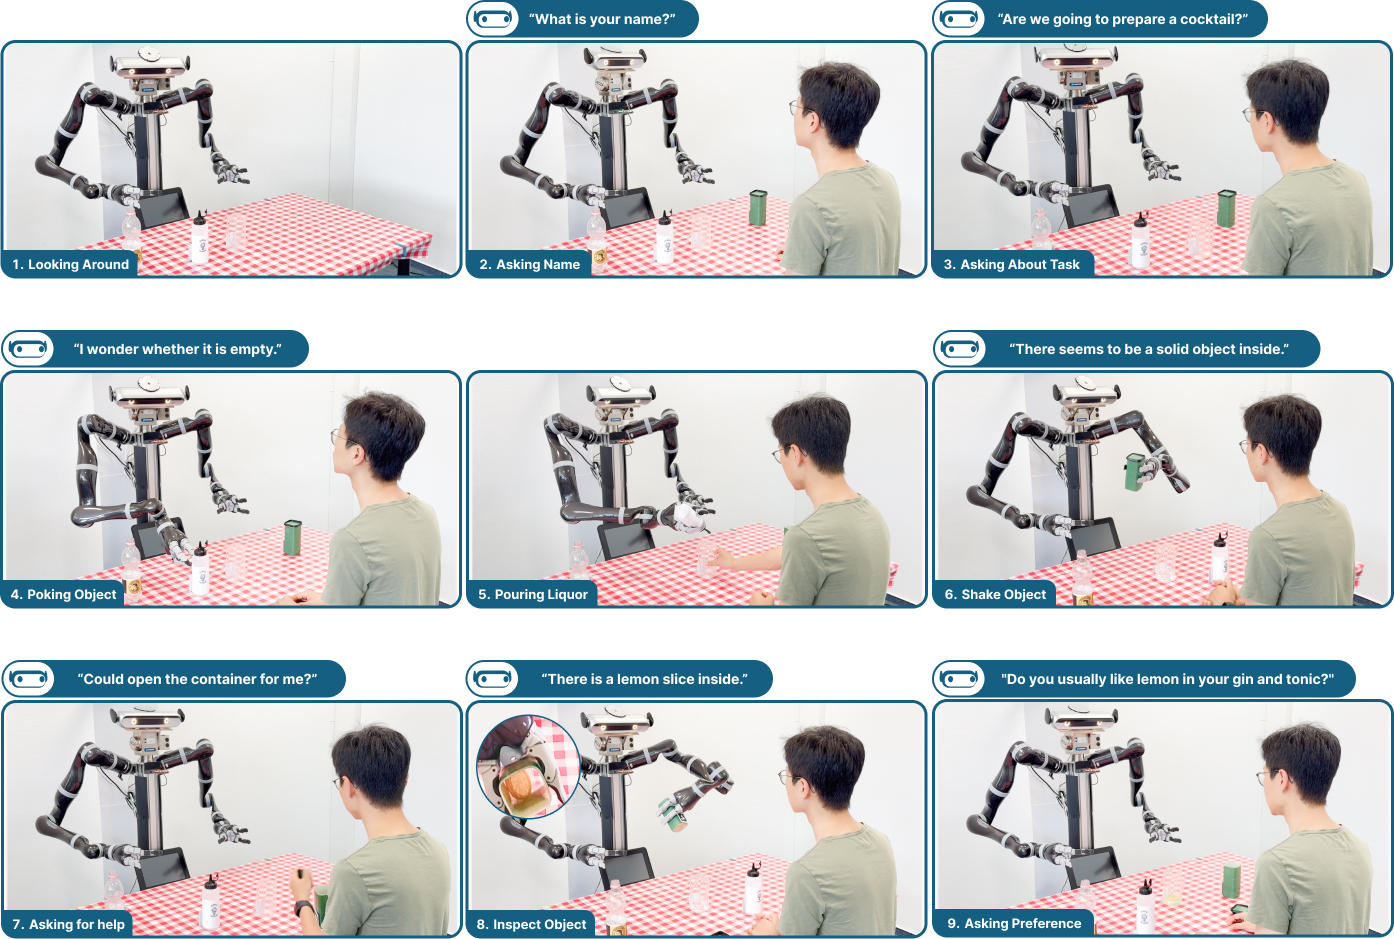 “What is your name?”
“Are we going to prepare a cocktail?”
1. Looking Around
2. Asking Name
3. Asking About Task
“I wonder whether it is empty.”
“There seems to be a solid object inside.”
4. Poking Object
5. Pouring Liquor
6. Shake Object
“Could open the container for me?”
“There is a lemon slice inside.”
"Do you usually like lemon in your gin and tonic?"
7. Asking for help
8. Inspect Object
9. Asking Preference